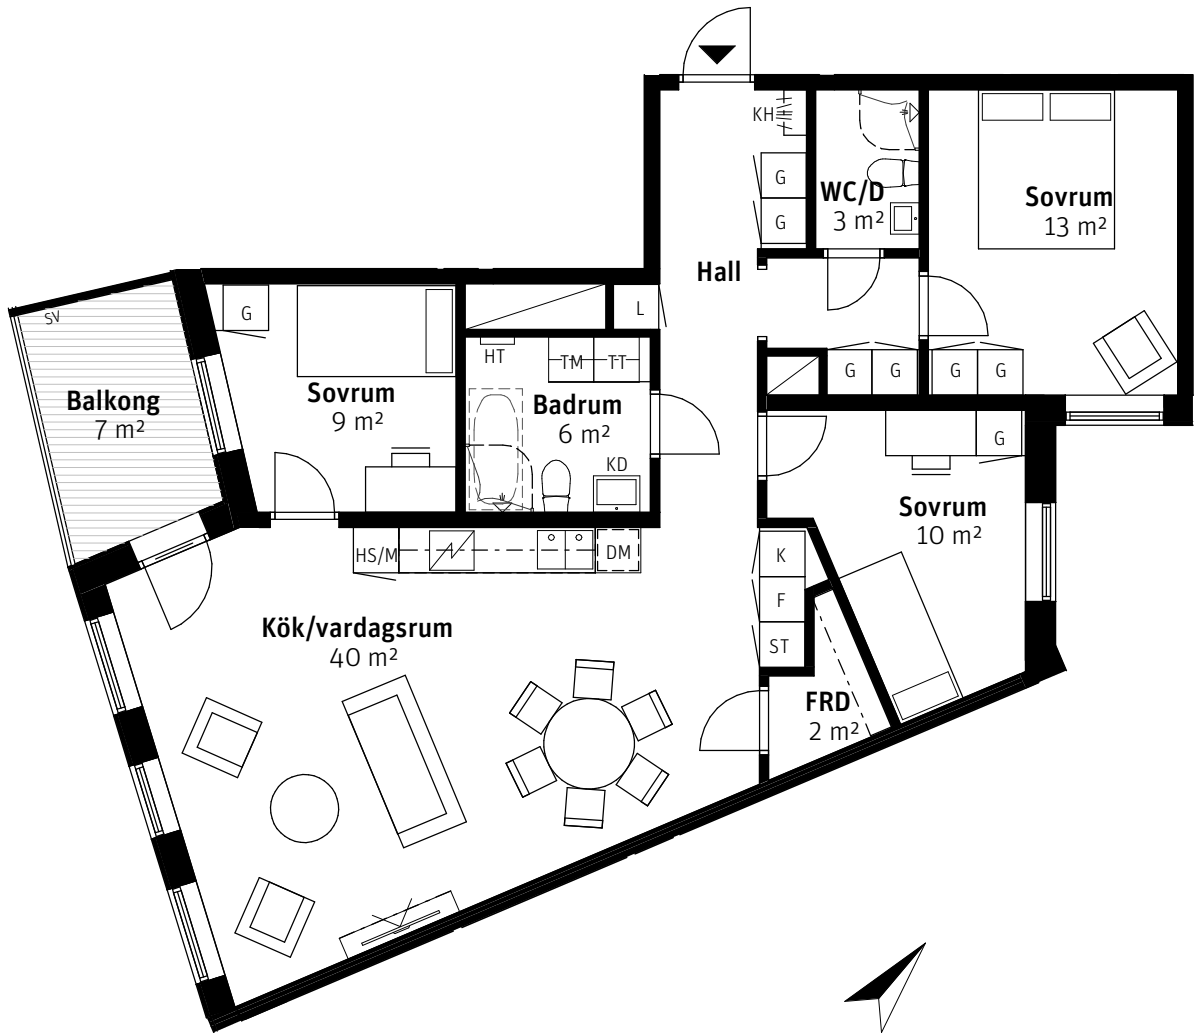 KH
G
G
WC/D
3 m²
Sovrum
13 m²
Hall
SV
G
L
Balkong
7 m²
Sovrum
9 m²
HT
TM
TT
Badrum
6 m²
KD
G
G
G
G
G
Sovrum
10 m²
HS/M
DM
K
F
ST
Kök/vardagsrum
40 m²
FRD
2 m²